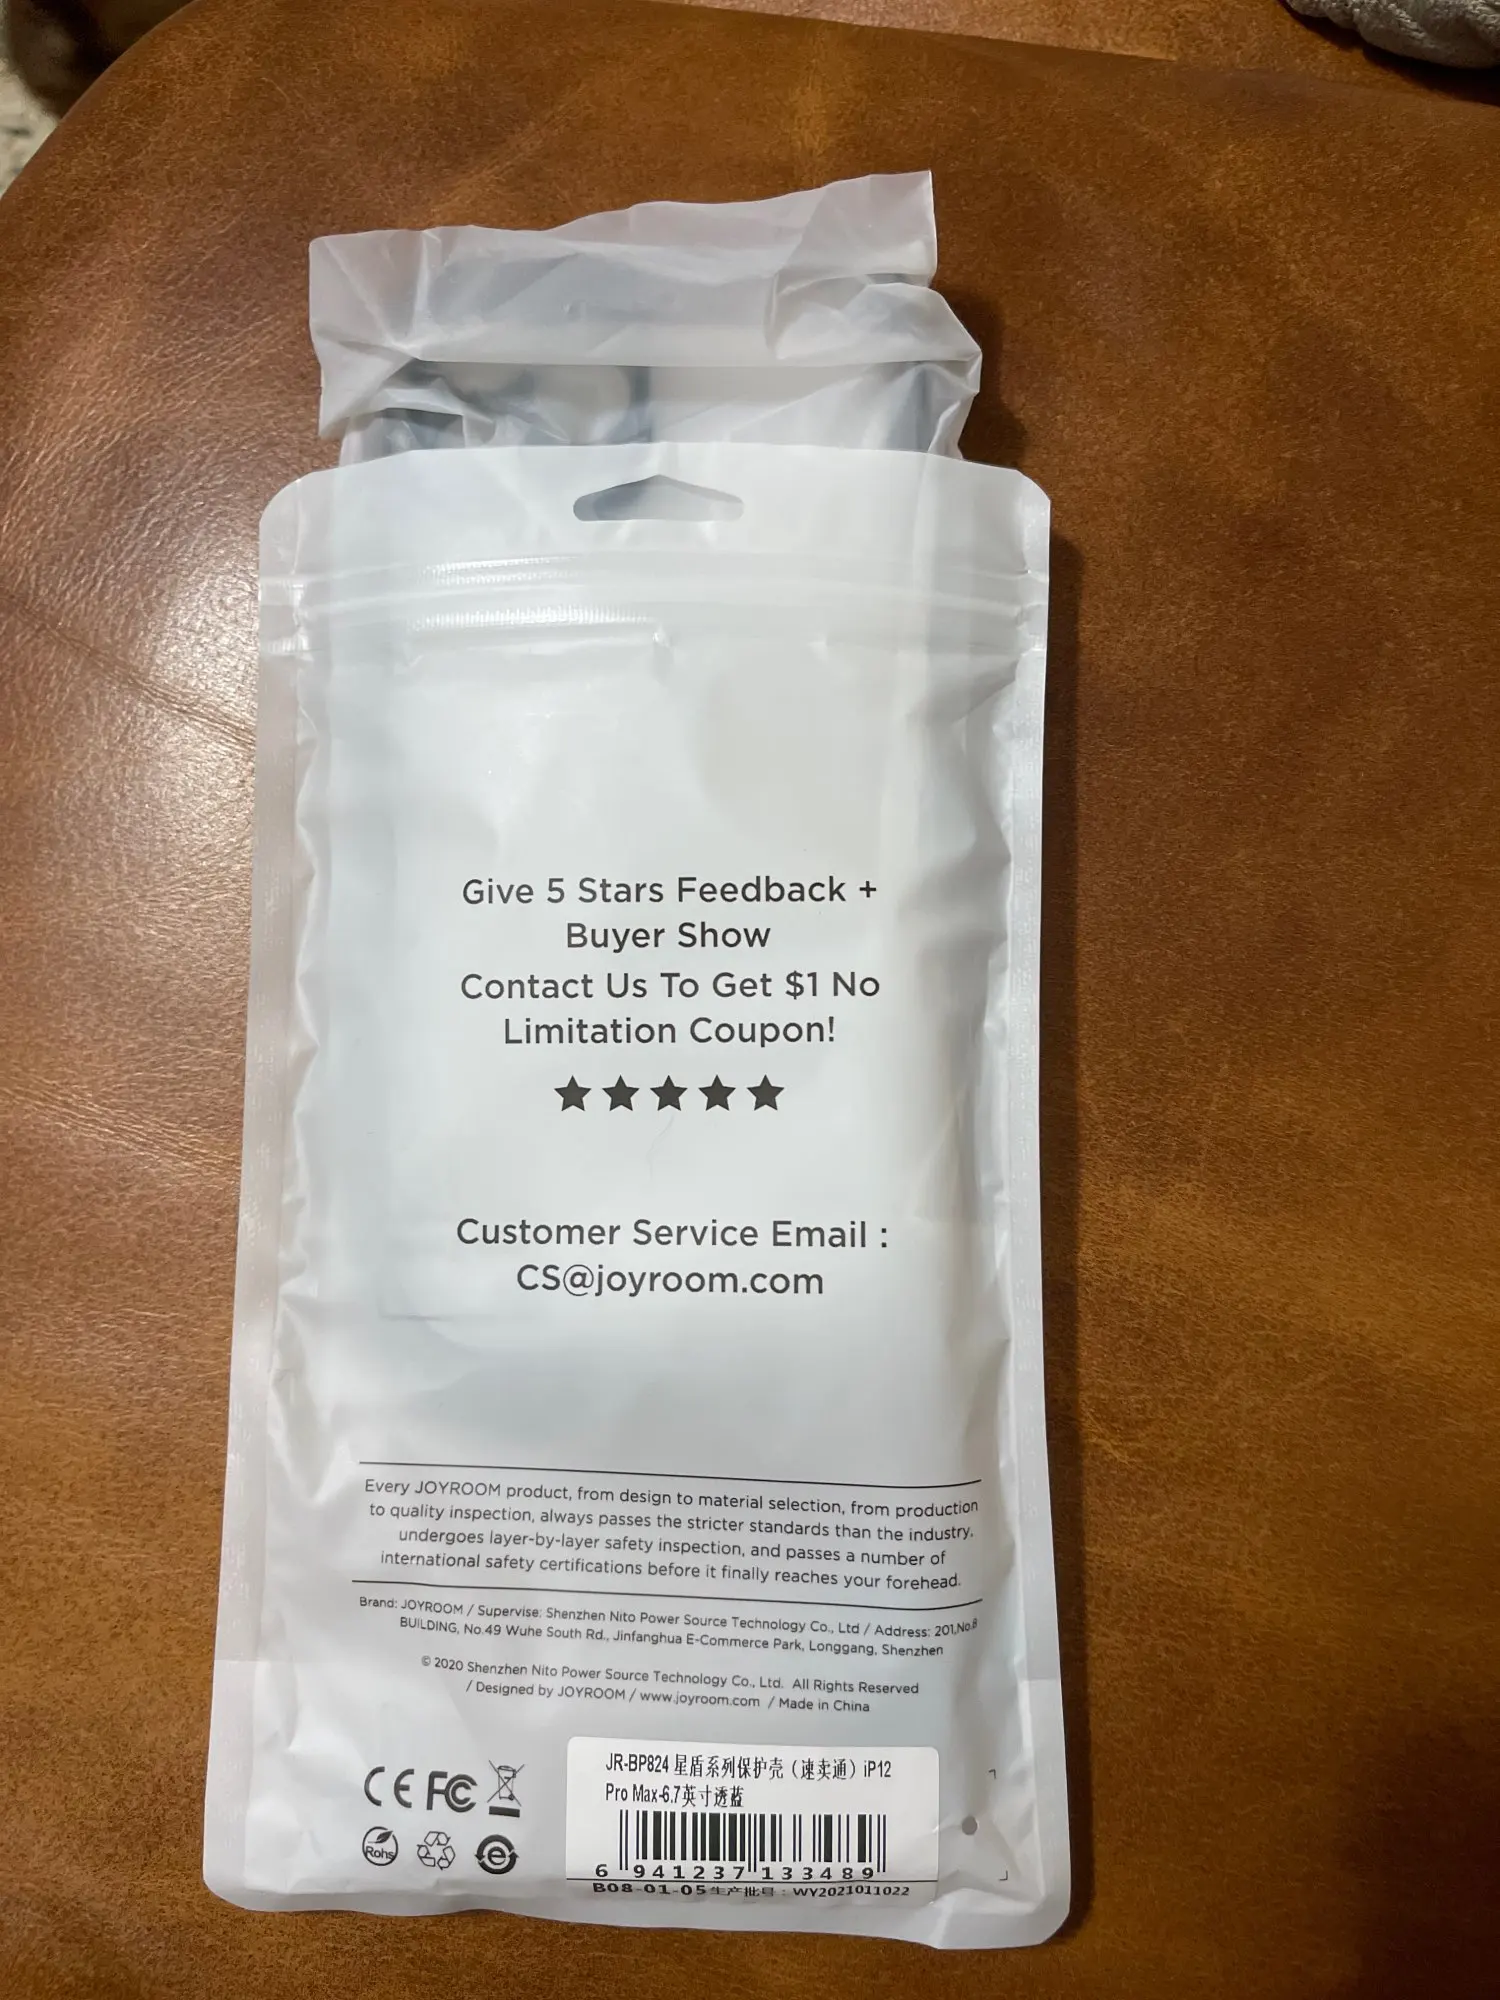 Give 5 Stars Feedback +
Buyer Show
Contact Us To Get $1 No
Limitation Coupon!
Customer Service Email :
CS@joyroom.com
Every JOYROOM product, from design to material selection, from production
to quality inspection, always passes the stricter standards than the industry,
undergoes layer-by-layer safety inspection, and passes a number of
international safety certifications before it finally reaches your forehead.
Brand: JOYROOM / Supervise: Shenzhen Nito Power Source Technology Co., Ltd / Address: 201,No.B
BUILDING, No.49 Wuhe South Rd., Jinfanghua E-Commerce Park, Longgang, Shenzhen
© 2020 Shenzhen Nito Power Source Technology Co., Ltd. All Rights Reserved
/ Designed by JOYROOM / www.joyroom.com / Made in China
CE FC
RoHs
e
JR-BP824 星盾系列保护壳（速卖通）iP12
Pro Max-6.7英寸透蓝
6 941237 133489
B08-01-05生产批号：WY2021011022